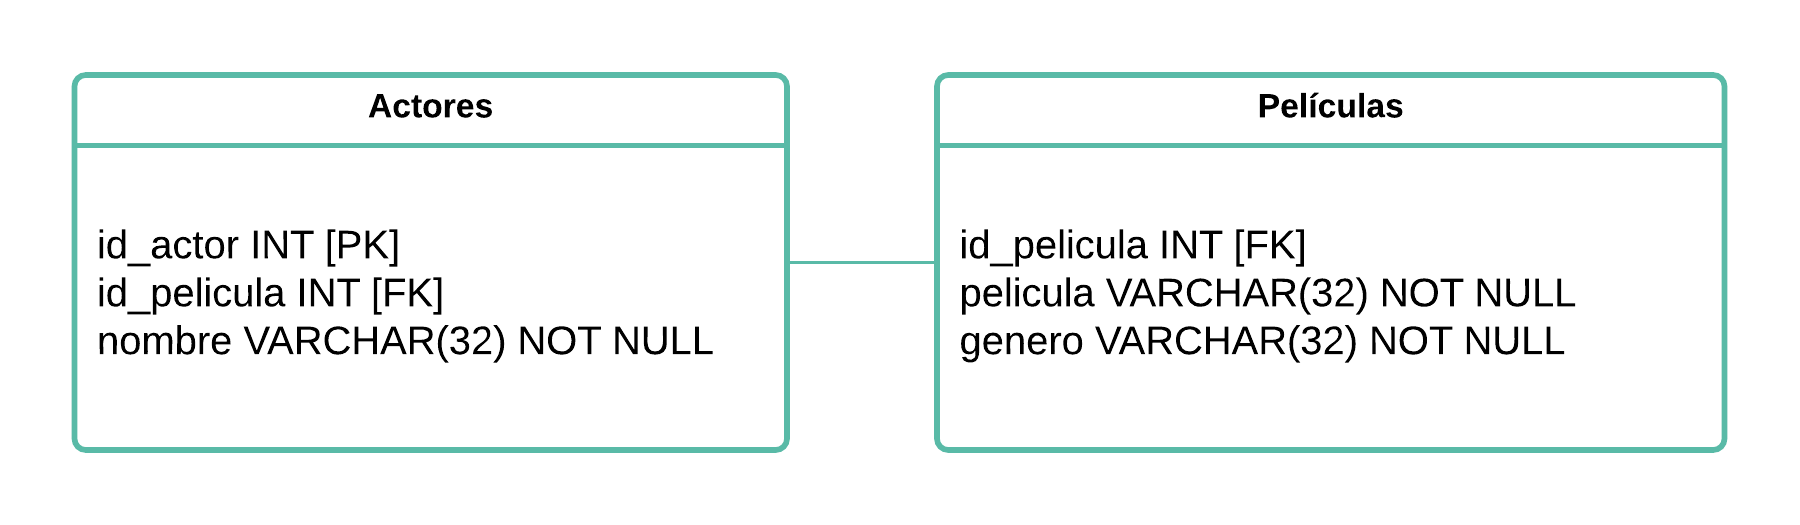 Actores
id_actor INT [PK]
id_pelicula INT [FK]
nombre VARCHAR(32) NOT NULL
Películas
id_pelicula INT [FK]
pelicula VARCHAR(32) NOT NULL
genero VARCHAR(32) NOT NULL